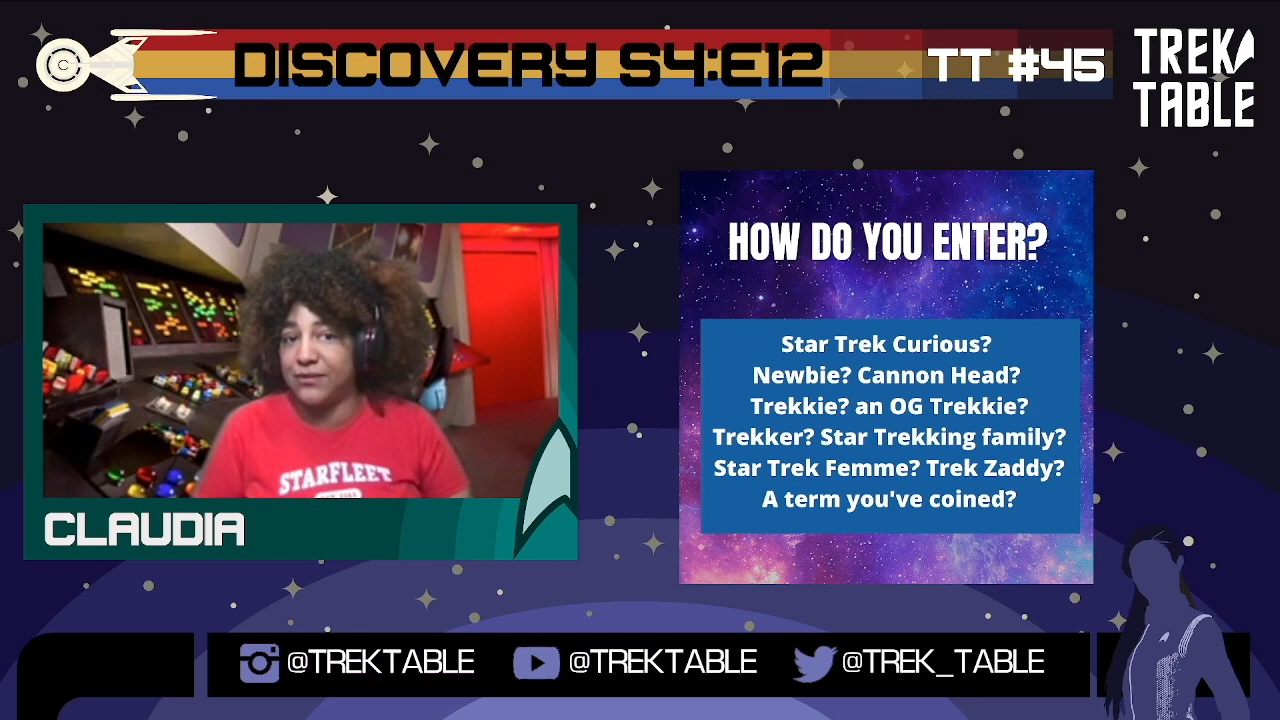 DISCOVERY S4:E12
TT #45
TREK
TABLE
HOW DO YOU ENTER?
Star Trek Curious?
Newbie? Cannon Head?
Trekkie? an OG Trekkie?
Trekker? Star Trekking family?
Star Trek Femme? Trek Zaddy?
A term you've coined?
STARFLEET
CLAUDIA
@TREKTABLE
@TREKTABLE
@TREK_TABLE